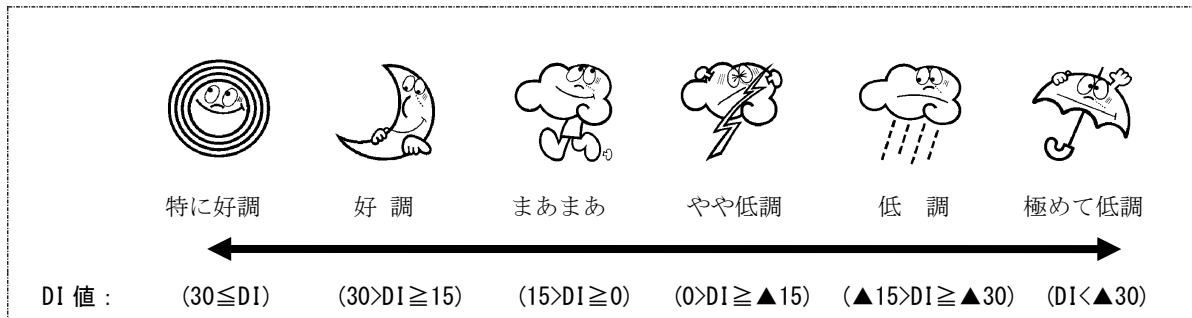 特に好調 好 調 まあまあ やや低調 低 調 極めて低調
DI 値： (30≦DI) (30>DI≧15) (15>DI≧0) (0>DI≧▲15) (▲15>DI≧▲30) (DI<▲30)